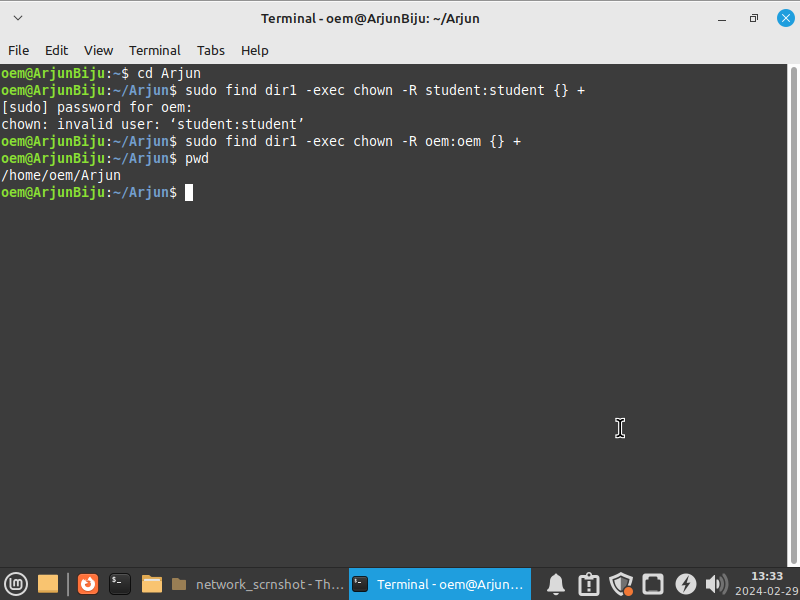 Terminal - oem@ArjunBiju: ~/Arjun
File Edit View Terminal Tabs Help
oem@ArjunBiju:~$ cd Arjun
oem@ArjunBiju:~/Arjun$ sudo find dir1 -exec chown -R student:student {} +
[sudo] password for oem:
chown: invalid user: ‘student:student’
oem@ArjunBiju:~/Arjun$ sudo find dir1 -exec chown -R oem:oem {} +
oem@ArjunBiju:~/Arjun$ pwd
/home/oem/Arjun
oem@ArjunBiju:~/Arjun$
network_scrnshot - Th...
Terminal - oem@Arjun...
13:33
2024-02-29